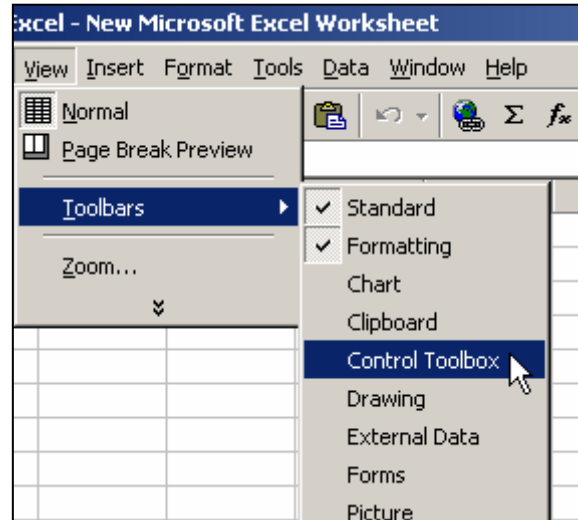 Excel - New Microsoft Excel Worksheet
View Insert Format Tools Data Window Help
Normal
Page Break Preview
Toolbars
Zoom...
Σ fx
Standard
Formatting
Chart
Clipboard
Control Toolbox
Drawing
External Data
Forms
Picture